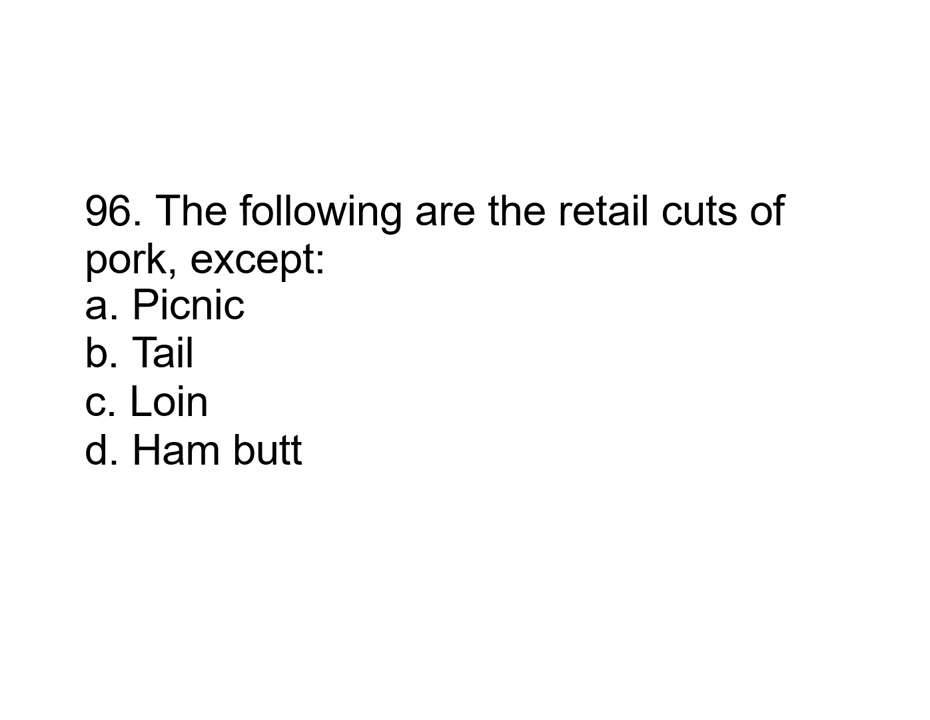 96. The following are the retail cuts of
pork, except:
a. Picnic
b. Tail
c. Loin
d. Ham butt